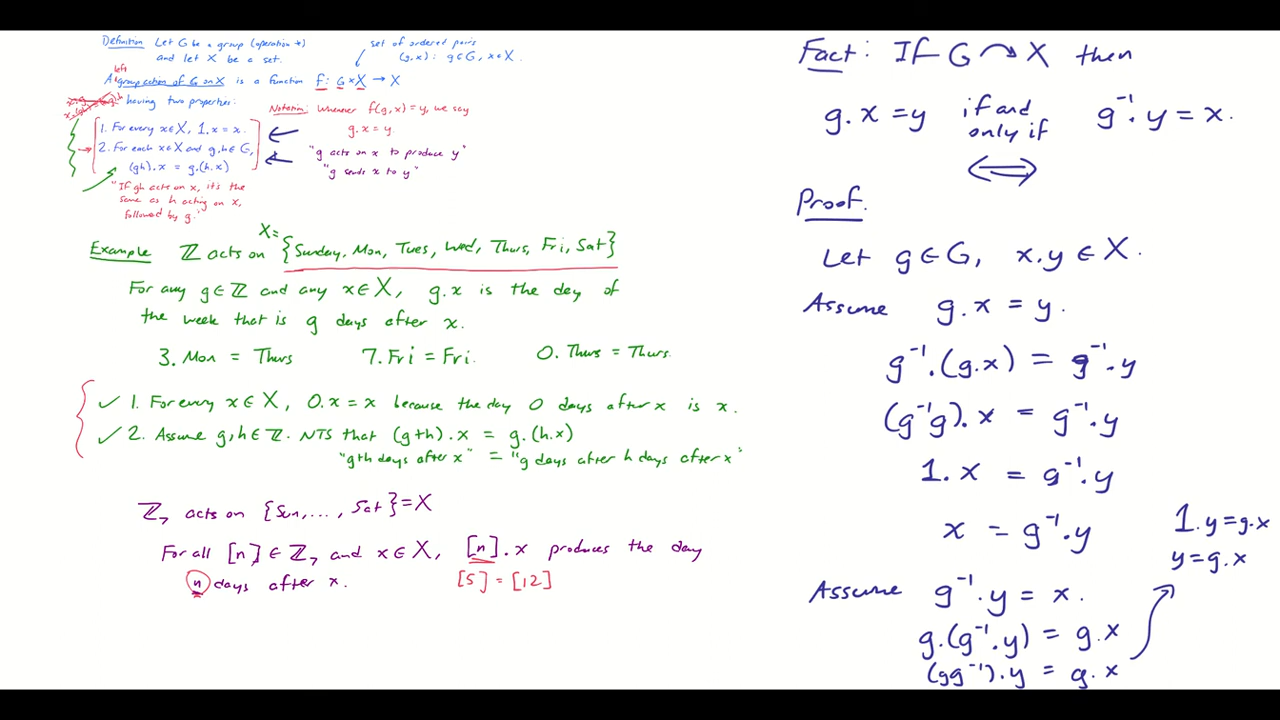 Definition Let G be a group (operation *)
and let X be a set.
set of ordered pairs
(g,x) : g∈G, x∈X.
left
A group action of G on X is a function f: G×X → X
having two properties:
1. For every x∈X, 1.x = x.
2. For each x∈X and g,h∈G,
(gh).x = g.(h.x)
"If gh acts on x, it's the
same as h acting on x,
followed by g."
Notation: Whenever f(g,x) = y, we say
g.x = y.
"g acts on x to produce y"
"g sends x to y"
X=
Example ℤ acts on {Sunday, Mon, Tues, Wed, Thurs, Fri, Sat}
For any g∈ℤ and any x∈X, g.x is the day of
the week that is g days after x.
3. Mon = Thurs 7. Fri = Fri. 0. Thurs = Thurs.
✓ 1. For every x∈X, 0.x = x because the day 0 days after x is x.
✓ 2. Assume g,h∈ℤ. NTS that (g+h).x = g.(h.x)
"g+h days after x" = "g days after h days after x"
ℤ₇ acts on {Sun,..., Sat}=X
For all [n]∈ℤ₇ and x∈X, [n].x produces the day
n days after x. [5] = [12]
Fact: If G ↷ X then
g.x = y if and only if g⁻¹.y = x.
⟺
Proof.
Let g∈G, x,y∈X.
Assume g.x = y.
g⁻¹.(g.x) = g⁻¹.y
(g⁻¹g).x = g⁻¹.y
1.x = g⁻¹.y
x = g⁻¹.y
Assume g⁻¹.y = x.
g.(g⁻¹.y) = g.x
(gg⁻¹).y = g.x
1.y = g.x
y = g.x